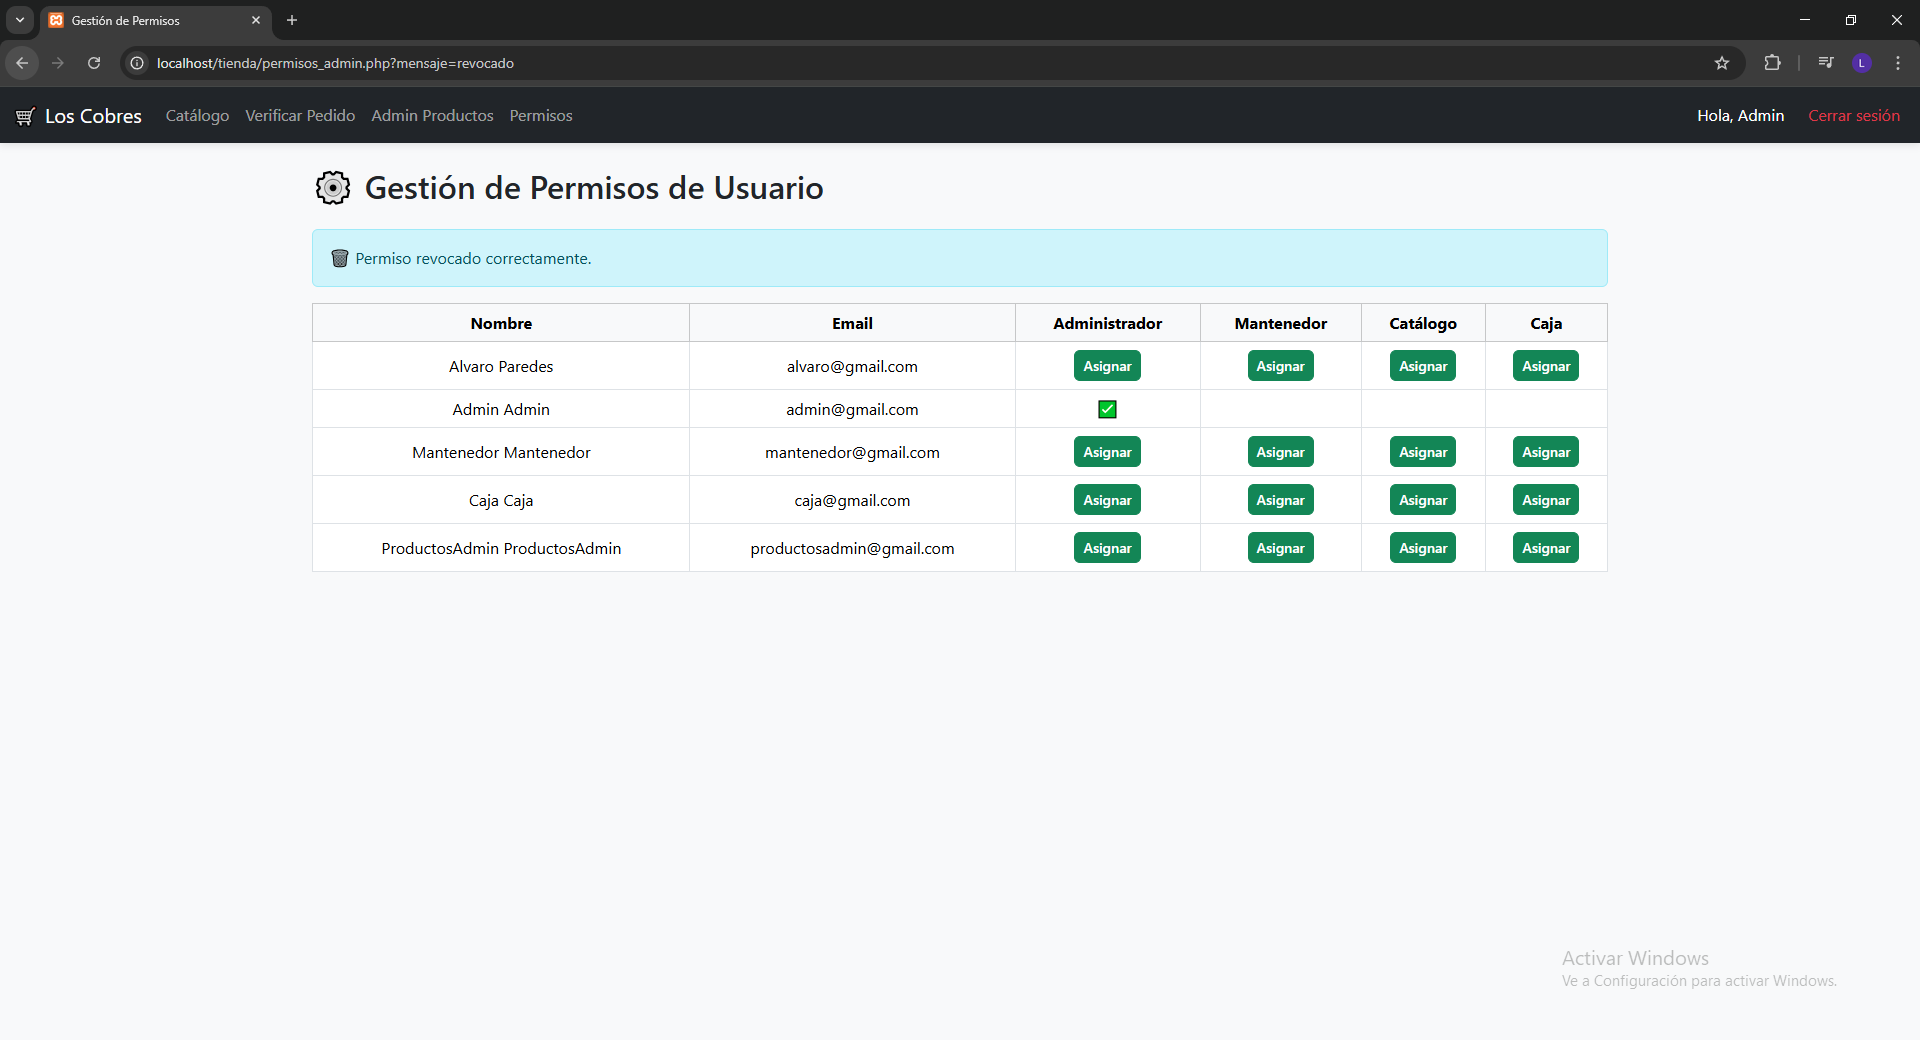 Gestión de Permisos
localhost/tienda/permisos_admin.php?mensaje=revocado
L
Los Cobres Catálogo Verificar Pedido Admin Productos Permisos Hola, Admin Cerrar sesión
Gestión de Permisos de Usuario
Permiso revocado correctamente.
Nombre Email Administrador Mantenedor Catálogo Caja
Alvaro Paredes alvaro@gmail.com Asignar Asignar Asignar Asignar
Admin Admin admin@gmail.com
Mantenedor Mantenedor mantenedor@gmail.com Asignar Asignar Asignar Asignar
Caja Caja caja@gmail.com Asignar Asignar Asignar Asignar
ProductosAdmin ProductosAdmin productosadmin@gmail.com Asignar Asignar Asignar Asignar
Activar Windows
Ve a Configuración para activar Windows.